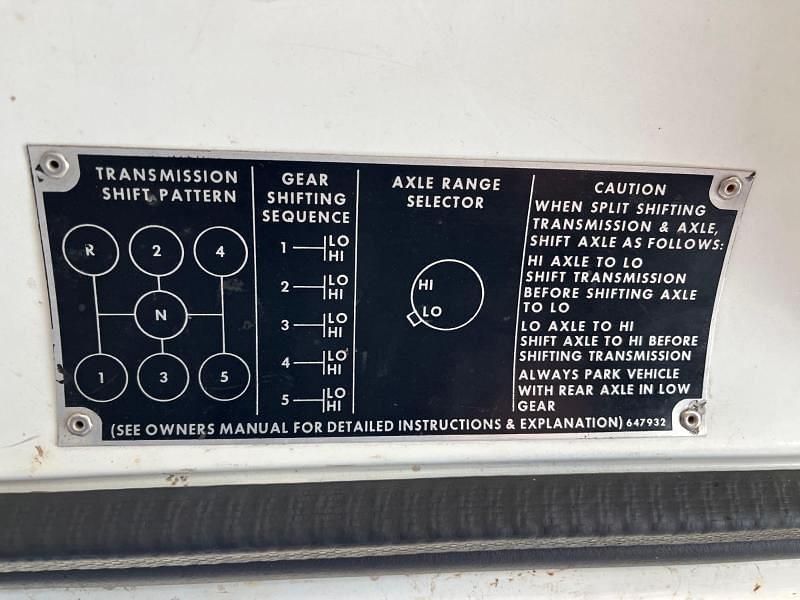 TRANSMISSION
SHIFT PATTERN
R
2
4
N
1
3
5
GEAR
SHIFTING
SEQUENCE
1 LO
HI
2 LO
HI
3 LO
HI
4 LO
HI
5 LO
HI
AXLE RANGE
SELECTOR
HI
LO
CAUTION
WHEN SPLIT SHIFTING
TRANSMISSION & AXLE,
SHIFT AXLE AS FOLLOWS:
HI AXLE TO LO
SHIFT TRANSMISSION
BEFORE SHIFTING AXLE
TO LO
LO AXLE TO HI
SHIFT AXLE TO HI BEFORE
SHIFTING TRANSMISSION
ALWAYS PARK VEHICLE
WITH REAR AXLE IN LOW
GEAR
(SEE OWNERS MANUAL FOR DETAILED INSTRUCTIONS & EXPLANATION) 647932